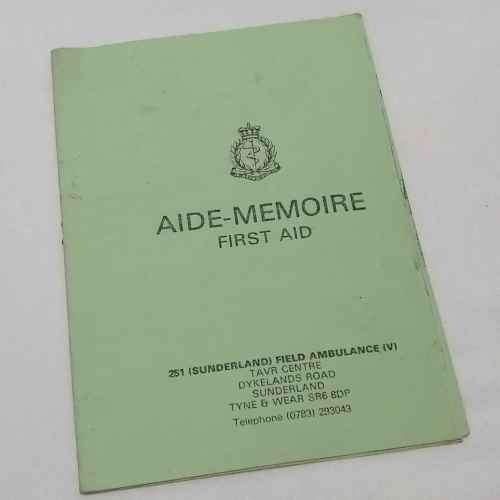 AIDE-MEMOIRE
FIRST AID
251 (SUNDERLAND) FIELD AMBULANCE (V)
TAVR CENTRE
DYKELANDS ROAD
SUNDERLAND
TYNE & WEAR SR6 8DP
Telephone (0783) 293043